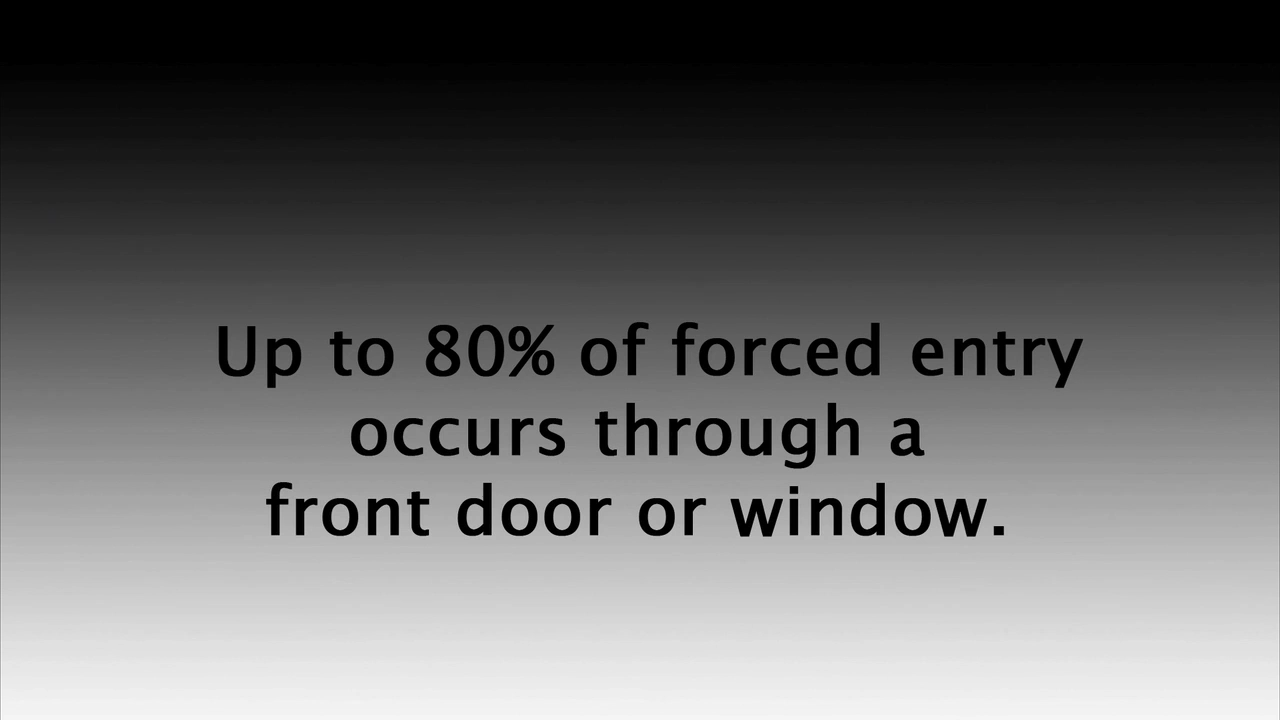 Up to 80% of forced entry
occurs through a
front door or window.